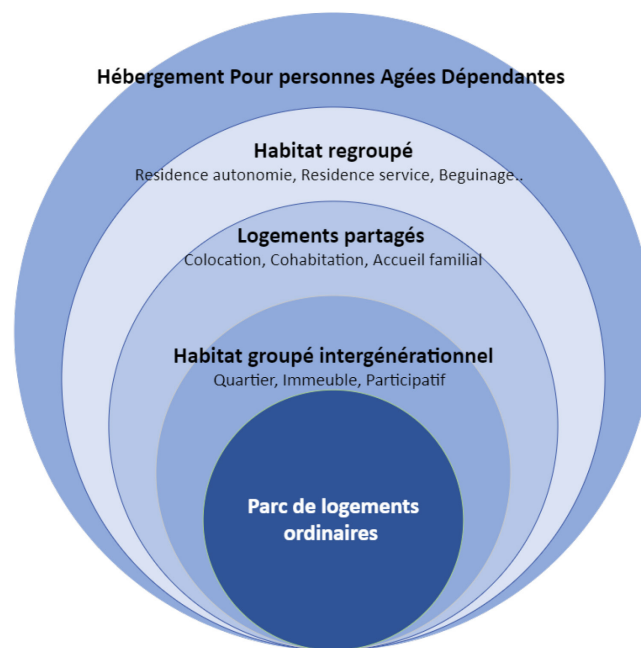 Hébergement Pour personnes Agées Dépendantes
Habitat regroupé
Residence autonomie, Residence service, Beguinage..
Logements partagés
Colocation, Cohabitation, Accueil familial
Habitat groupé intergénérationnel
Quartier, Immeuble, Participatif
Parc de logements
ordinaires